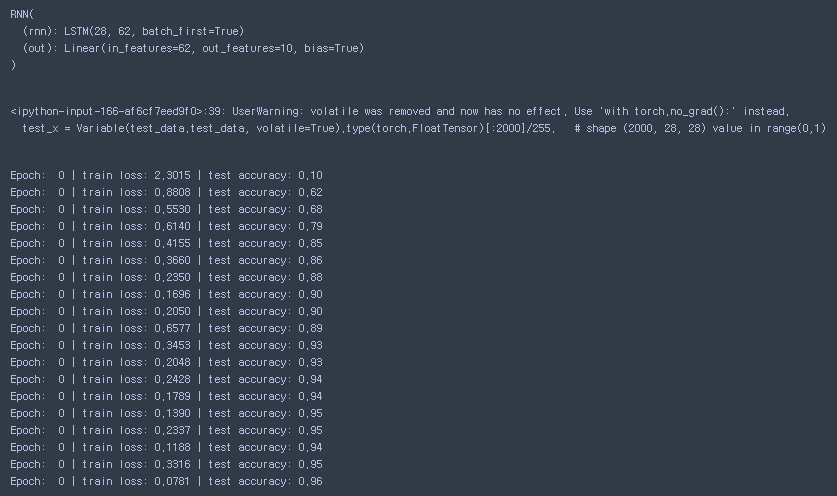 RNN(
  (rnn): LSTM(28, 62, batch_first=True)
  (out): Linear(in_features=62, out_features=10, bias=True)
)
<ipython-input-166-af6cf7eed9f0>:39: UserWarning: volatile was removed and now has no effect. Use 'with torch.no_grad():' instead.
  test_x = Variable(test_data.test_data, volatile=True).type(torch.FloatTensor)[:2000]/255.   # shape (2000, 28, 28) value in range(0,1)
Epoch:  0 | train loss: 2.3015 | test accuracy: 0.10
Epoch:  0 | train loss: 0.8808 | test accuracy: 0.62
Epoch:  0 | train loss: 0.5530 | test accuracy: 0.68
Epoch:  0 | train loss: 0.6140 | test accuracy: 0.79
Epoch:  0 | train loss: 0.4155 | test accuracy: 0.85
Epoch:  0 | train loss: 0.3660 | test accuracy: 0.86
Epoch:  0 | train loss: 0.2350 | test accuracy: 0.88
Epoch:  0 | train loss: 0.1696 | test accuracy: 0.90
Epoch:  0 | train loss: 0.2050 | test accuracy: 0.90
Epoch:  0 | train loss: 0.6577 | test accuracy: 0.89
Epoch:  0 | train loss: 0.3453 | test accuracy: 0.93
Epoch:  0 | train loss: 0.2048 | test accuracy: 0.93
Epoch:  0 | train loss: 0.2428 | test accuracy: 0.94
Epoch:  0 | train loss: 0.1789 | test accuracy: 0.94
Epoch:  0 | train loss: 0.1390 | test accuracy: 0.95
Epoch:  0 | train loss: 0.2337 | test accuracy: 0.95
Epoch:  0 | train loss: 0.1188 | test accuracy: 0.94
Epoch:  0 | train loss: 0.3316 | test accuracy: 0.95
Epoch:  0 | train loss: 0.0781 | test accuracy: 0.96